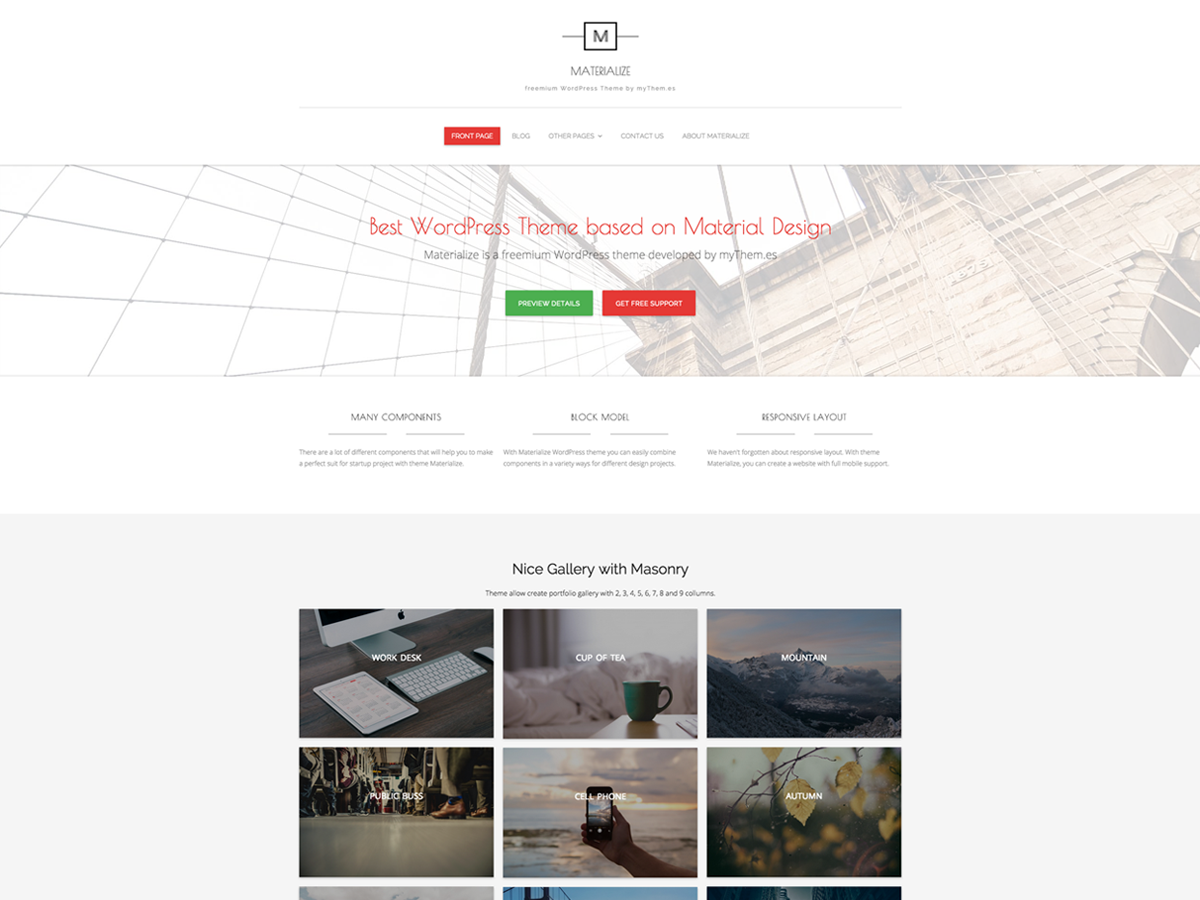 M
MATERIALIZE
freemium WordPress Theme by myThem.es
FRONT PAGE BLOG OTHER PAGES CONTACT US ABOUT MATERIALIZE
Best WordPress Theme based on Material Design
Materialize is a freemium WordPress theme developed by myThem.es
PREVIEW DETAILS GET FREE SUPPORT
MANY COMPONENTS
There are a lot of different components that will help you to make
a perfect suit for startup project with theme Materialize.
BLOCK MODEL
With Materialize WordPress theme you can easily combine
components in a variety ways for different design projects.
RESPONSIVE LAYOUT
We haven't forgotten about responsive layout. With theme
Materialize, you can create a website with full mobile support.
Nice Gallery with Masonry
Theme allow create portfolio gallery with 2, 3, 4, 5, 6, 7, 8 and 9 columns.
WORK DESK
CUP OF TEA
MOUNTAIN
PUBLIC BUSS
CELL PHONE
AUTUMN